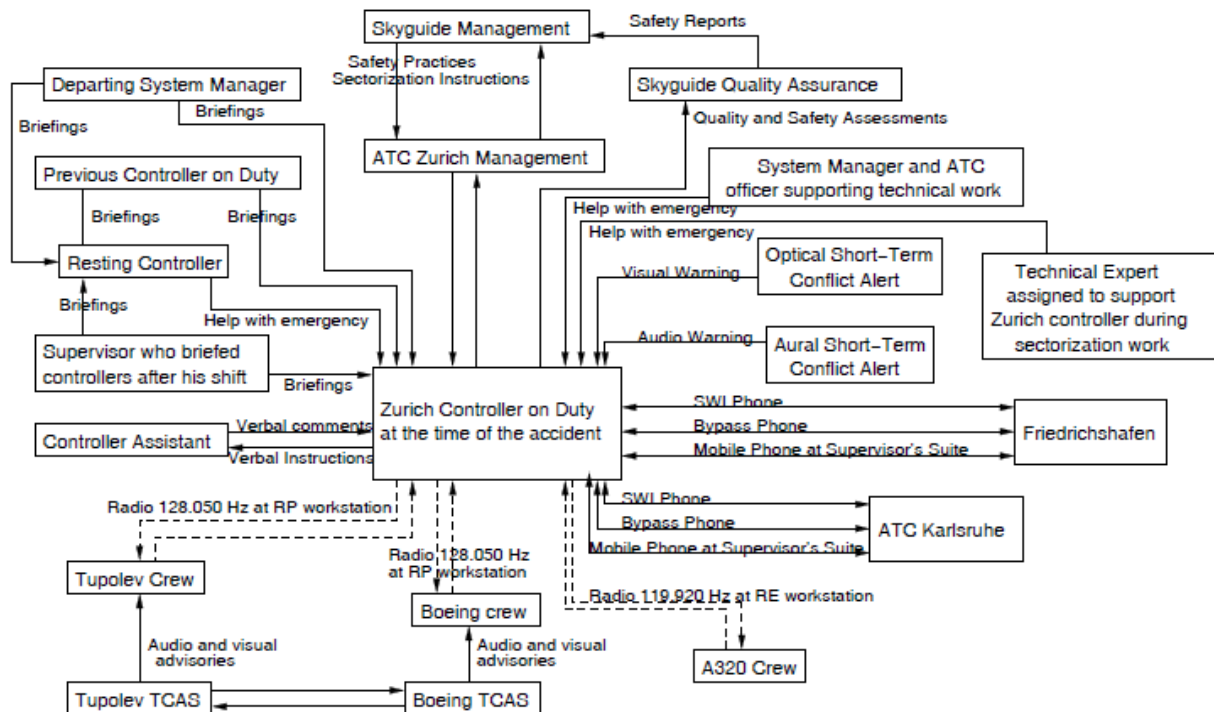 Skyguide Management
Safety Reports
Safety Practices
Sectorization Instructions
Departing System Manager
Skyguide Quality Assurance
Briefings
Briefings
Quality and Safety Assessments
ATC Zurich Management
System Manager and ATC
officer supporting technical work
Previous Controller on Duty
Briefings
Briefings
Help with emergency
Help with emergency
Resting Controller
Visual Warning
Optical Short-Term
Conflict Alert
Technical Expert
assigned to support
Zurich controller during
sectorization work
Briefings
Help with emergency
Audio Warning
Aural Short-Term
Conflict Alert
Supervisor who briefed
controllers after his shift
Briefings
Zurich Controller on Duty
at the time of the accident
SWI Phone
Bypass Phone
Mobile Phone at Supervisor's Suite
Friedrichshafen
Controller Assistant
Verbal comments
Verbal Instructions
Radio 128.050 Hz at RP workstation
SWI Phone
Bypass Phone
Mobile Phone at Supervisor's Suite
ATC Karlsruhe
Radio 128.050 Hz
at RP workstation
Tupolev Crew
Boeing crew
Radio 119.920 Hz at RE workstation
A320 Crew
Audio and visual
advisories
Audio and visual
advisories
Tupolev TCAS
Boeing TCAS